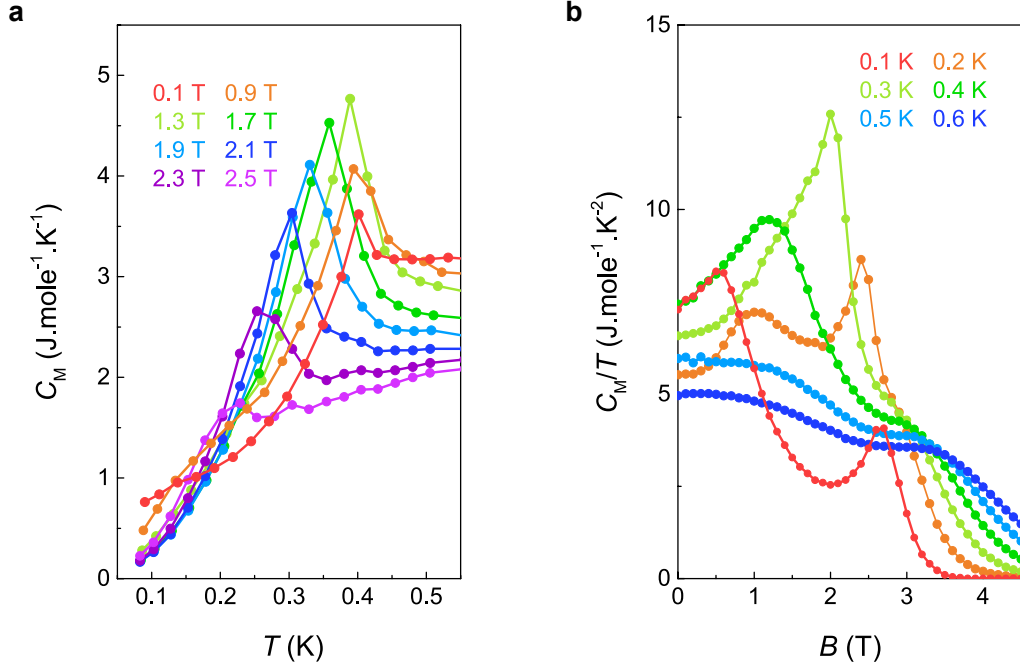 a
5
4
3
2
1
0
C_M (J.mole⁻¹.K⁻¹)
0.1 T 0.9 T
1.3 T 1.7 T
1.9 T 2.1 T
2.3 T 2.5 T
0.1 0.2 0.3 0.4 0.5
T (K)
b
15
10
5
0
C_M/T (J.mole⁻¹.K⁻²)
0.1 K 0.2 K
0.3 K 0.4 K
0.5 K 0.6 K
0 1 2 3 4
B (T)